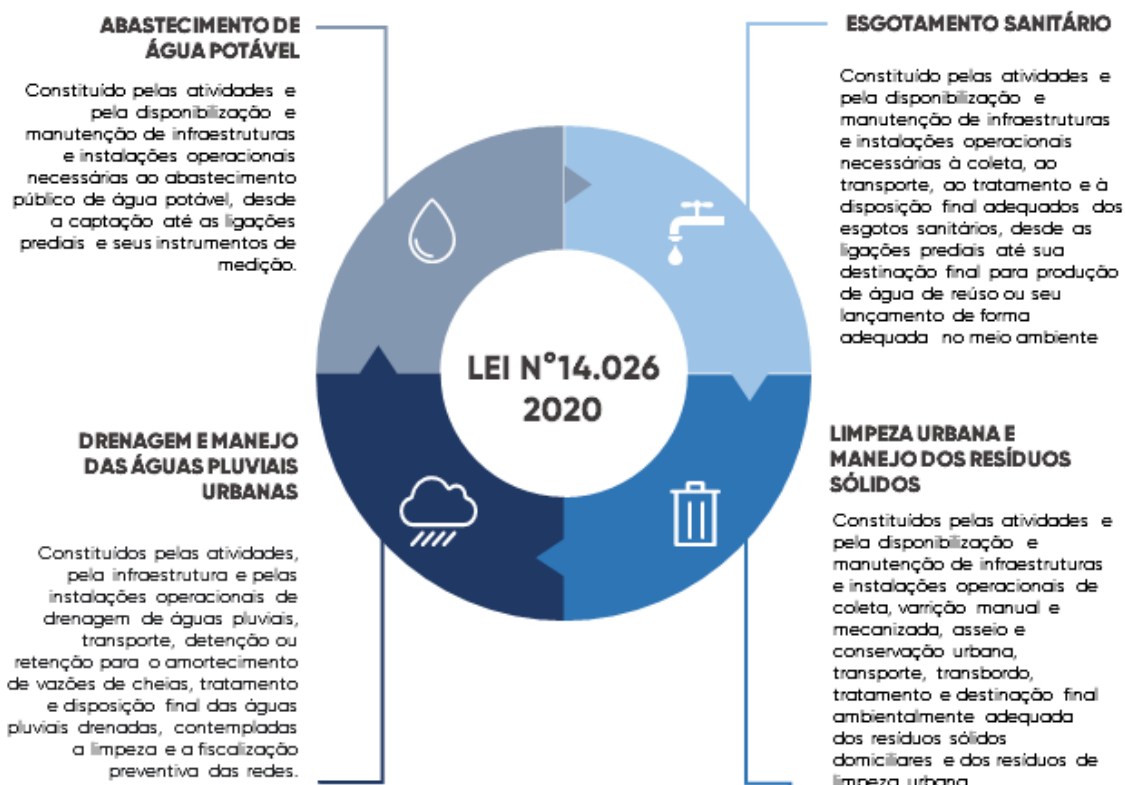 ABASTECIMENTO DE
ÁGUA POTÁVEL
Constituído pelas atividades e
pela disponibilização e
manutenção de infraestruturas
e instalações operacionais
necessárias ao abastecimento
público de água potável, desde
a captação até as ligações
prediais e seus instrumentos de
medição.
ESGOTAMENTO SANITÁRIO
Constituído pelas atividades e
pela disponibilização e
manutenção de infraestruturas
e instalações operacionais
necessárias à coleta, ao
transporte, ao tratamento e à
disposição final adequados dos
esgotos sanitários, desde as
ligações prediais até sua
destinação final para produção
de água de reúso ou seu
lançamento de forma
adequada no meio ambiente
LEI N°14.026
2020
DRENAGEM E MANEJO
DAS ÁGUAS PLUVIAIS
URBANAS
Constituídos pelas atividades,
pela infraestrutura e pelas
instalações operacionais de
drenagem de águas pluviais,
transporte, detenção ou
retenção para o amortecimento
de vazões de cheias, tratamento
e disposição final das águas
pluviais drenadas, contempladas
a limpeza e a fiscalização
preventiva das redes.
LIMPEZA URBANA E
MANEJO DOS RESÍDUOS
SÓLIDOS
Constituídos pelas atividades e
pela disponibilização e
manutenção de infraestruturas
e instalações operacionais de
coleta, varrição manual e
mecanizada, asseio e
conservação urbana,
transporte, transbordo,
tratamento e destinação final
ambientalmente adequada
dos resíduos sólidos
domiciliares e dos resíduos de
limpeza urbana